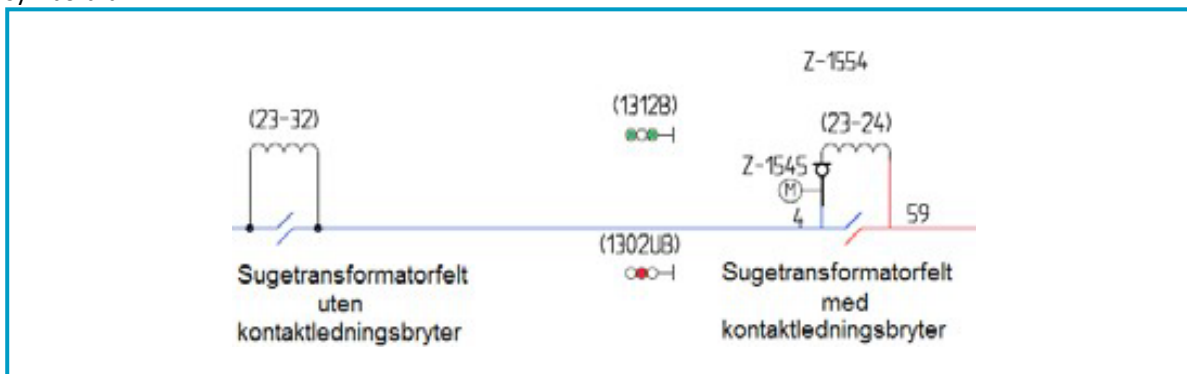 Z-1554
(1312B)
(23-32)
(23-24)
Z-1545
M
4
59
(1302UB)
Sugetransformatorfelt
uten
kontaktledningsbryter
Sugetransformatorfelt
med
kontaktledningsbryter